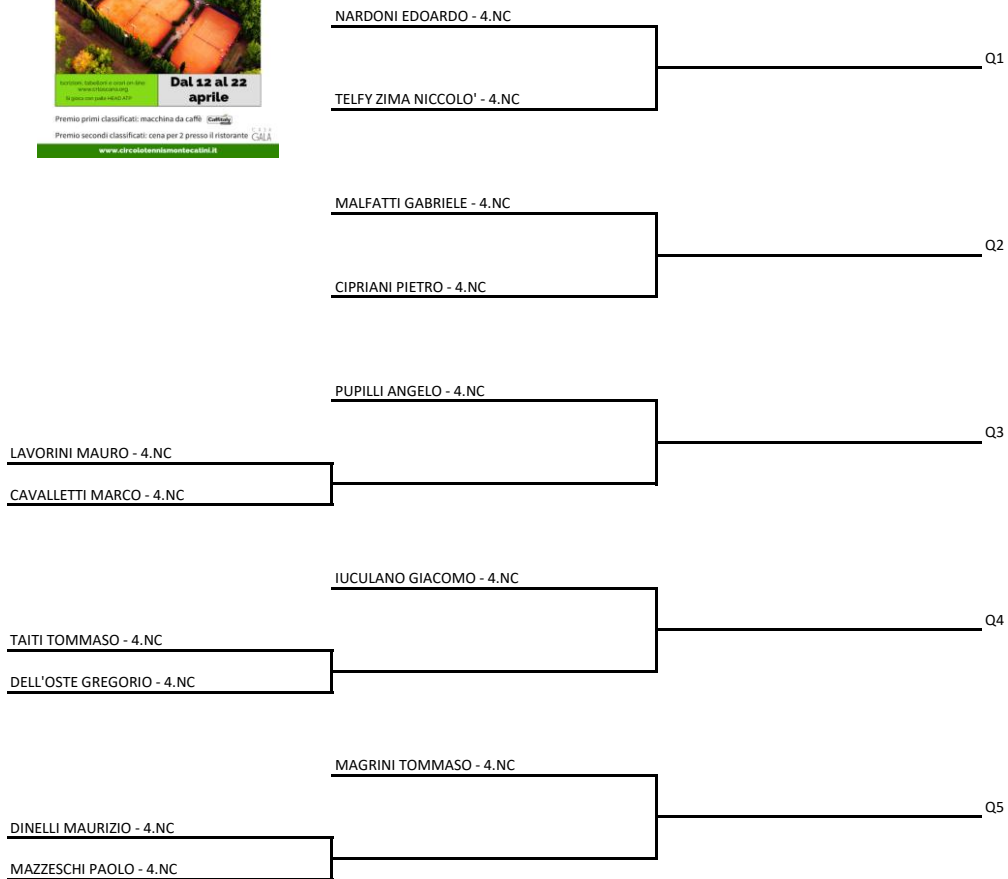 Dal 12 al 22
aprile
Premio primi classificati: macchina da caffè
Premio secondi classificati: cena per 2 presso il ristorante GALA
www.circolotennismontecatini.it
NARDONI EDOARDO - 4.NC
Q1
TELFY ZIMA NICCOLO' - 4.NC
MALFATTI GABRIELE - 4.NC
Q2
CIPRIANI PIETRO - 4.NC
PUPILLI ANGELO - 4.NC
Q3
LAVORINI MAURO - 4.NC
CAVALLETTI MARCO - 4.NC
IUCULANO GIACOMO - 4.NC
Q4
TAITI TOMMASO - 4.NC
DELL'OSTE GREGORIO - 4.NC
MAGRINI TOMMASO - 4.NC
Q5
DINELLI MAURIZIO - 4.NC
MAZZESCHI PAOLO - 4.NC